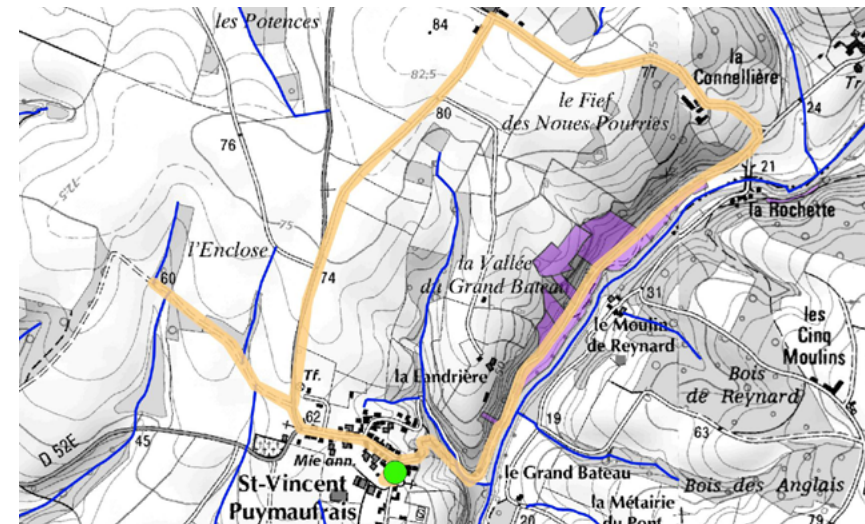 les Potences
84
82,5
75
77
la
Connellière
Tr
le Fief
des Noues Pourries
80
24
76
21
la Rochette
72,5
75
l'Enclose
60
74
la Vallée
du Grand Bateau
31
le Moulin
de Reynard
les
Cinq
Moulins
Bois
de Reynard
la Landrière
Tf.
62
D 52E
45
Mie ann.
St-Vincent
Puymaufrais
19
63
le Grand Bateau
Bois des Anglais
la Métairie
du Pont
20
79